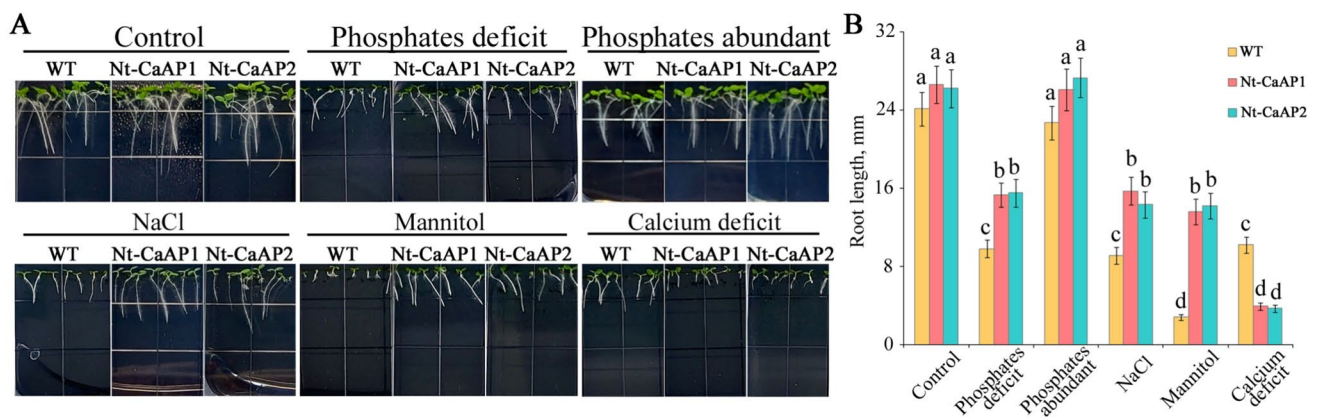 A
Control
Phosphates deficit
Phosphates abundant
WT Nt-CaAP1 Nt-CaAP2
WT Nt-CaAP1 Nt-CaAP2
WT Nt-CaAP1 Nt-CaAP2
NaCl
Mannitol
Calcium deficit
WT Nt-CaAP1 Nt-CaAP2
WT Nt-CaAP1 Nt-CaAP2
WT Nt-CaAP1 Nt-CaAP2
B
Root length, mm
32
24
16
8
0
a a a
c b b
a a a
c b b
d b b
c d d
WT
Nt-CaAP1
Nt-CaAP2
Control
Phosphates
deficit
Phosphates
abundant
NaCl
Mannitol
Calcium
deficit